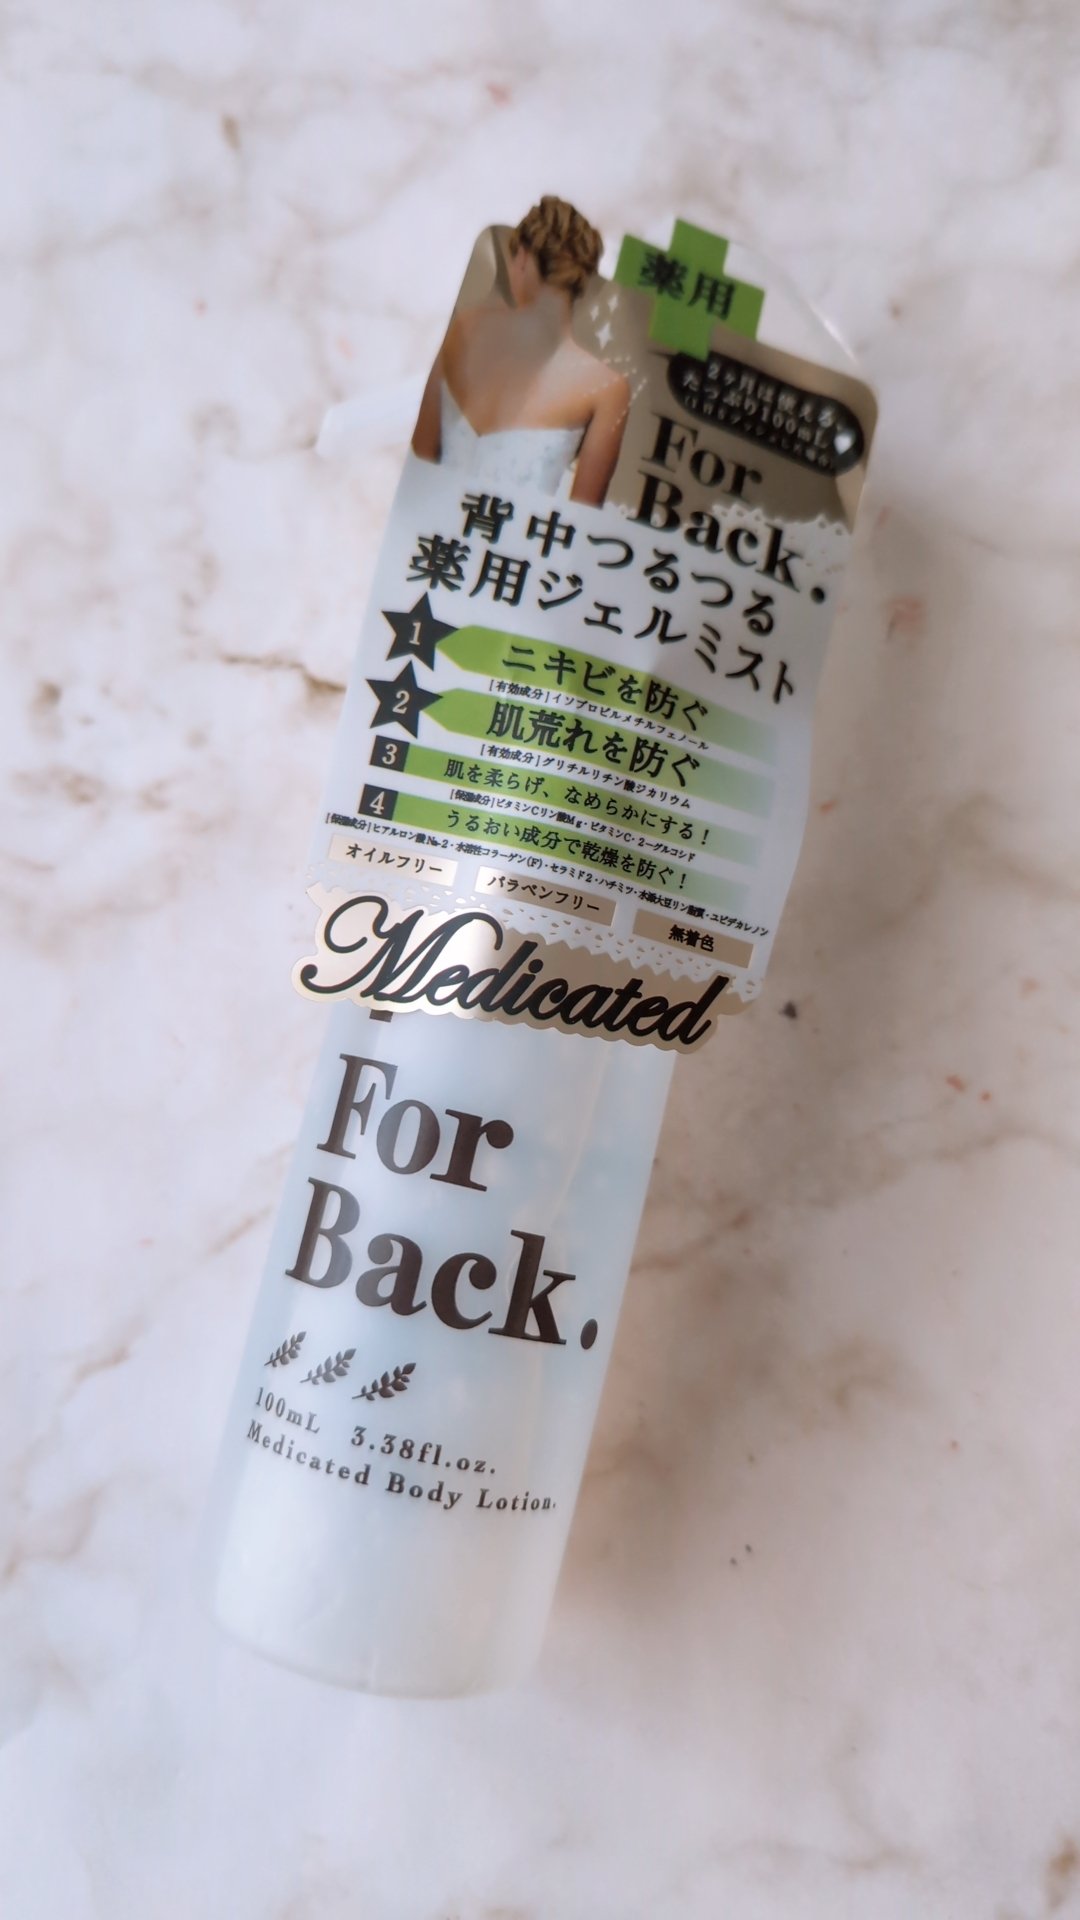 薬用
2ヶ月は使える、
たっぷり100mL
For
Back.
背中つるつる
薬用ジェルミスト
1 ニキビを防ぐ
[有効成分]イソプロピルメチルフェノール
2 肌荒れを防ぐ
[有効成分]グリチルリチン酸ジカリウム
3 肌を柔らげ、なめらかにする!
[保湿成分]ビタミンCリン酸Mg・ビタミンC・2-グルコシド
4 うるおい成分で乾燥を防ぐ!
[保湿成分]ヒアルロン酸Na-2・水溶性コラーゲン(F)・セラミド2・ハチミツ・水添大豆リン脂質・ユビデカレノン
オイルフリー パラベンフリー 無着色
Medicated
For
Back.
100mL 3.38fl.oz.
Medicated Body Lotion.